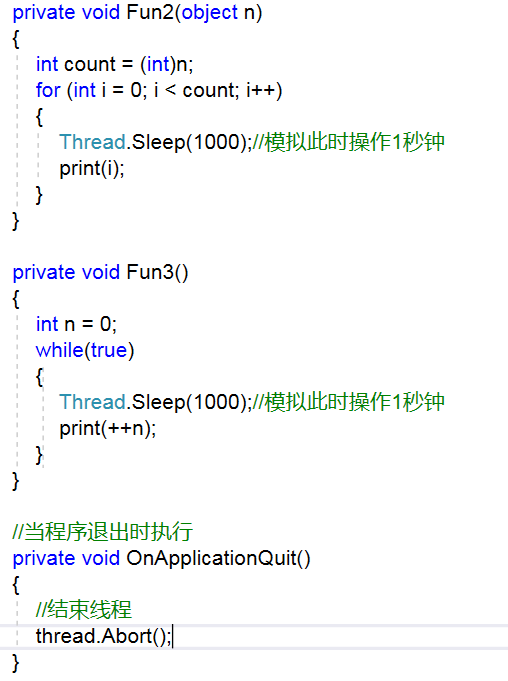 private void Fun2(object n)
{
int count = (int)n;
for (int i = 0; i < count; i++)
{
Thread.Sleep(1000);//模拟此时操作1秒钟
print(i);
}
}
private void Fun3()
{
int n = 0;
while(true)
{
Thread.Sleep(1000);//模拟此时操作1秒钟
print(++n);
}
}
//当程序退出时执行
private void OnApplicationQuit()
{
//结束线程
thread.Abort();
}